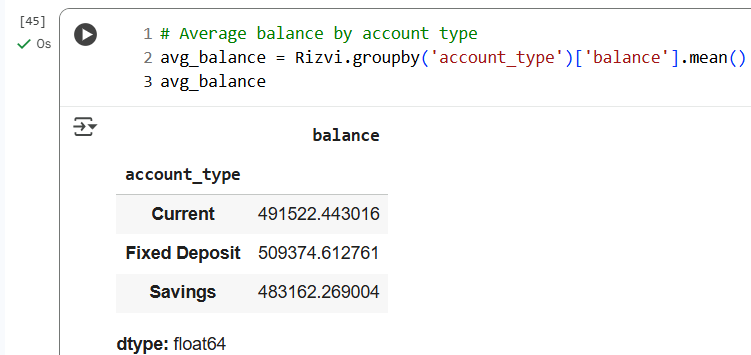 [45]
0s
1 # Average balance by account type
2 avg_balance = Rizvi.groupby('account_type')['balance'].mean()
3 avg_balance
balance
account_type
Current 491522.443016
Fixed Deposit 509374.612761
Savings 483162.269004
dtype: float64